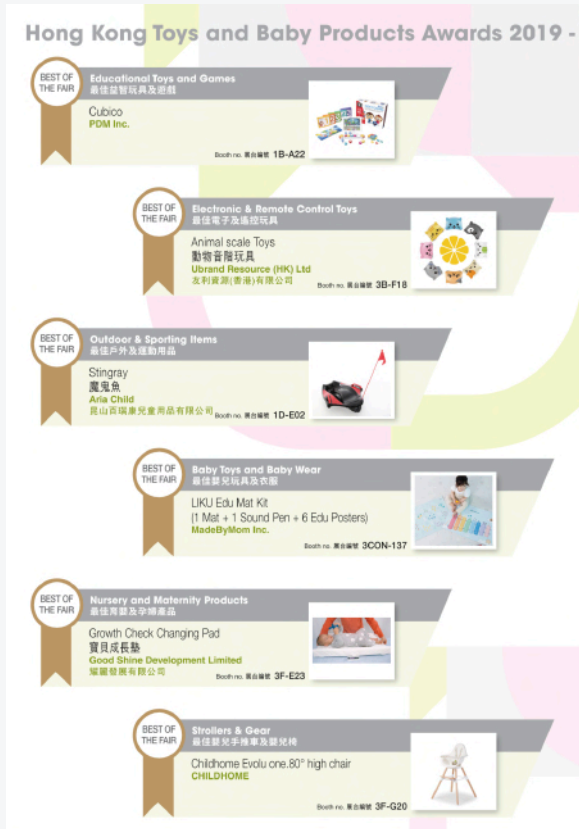 Hong Kong Toys and Baby Products Awards 2019 -
BEST OF
THE FAIR
Educational Toys and Games
最佳益智玩具及遊戲
Cubico
PDM Inc.
Booth no. 展台編號 1B-A22
BEST OF
THE FAIR
Electronic & Remote Control Toys
最佳電子及遙控玩具
Animal scale Toys
動物音階玩具
Ubrand Resource (HK) Ltd
友利資源(香港)有限公司
Booth no. 展台編號 3B-F18
BEST OF
THE FAIR
Outdoor & Sporting Items
最佳戶外及運動用品
Stingray
魔鬼魚
Aria Child
昆山百瑞康兒童用品有限公司
Booth no. 展台編號 1D-E02
BEST OF
THE FAIR
Baby Toys and Baby Wear
最佳嬰兒玩具及衣服
LIKU Edu Mat Kit
(1 Mat + 1 Sound Pen + 6 Edu Posters)
MadeByMom Inc.
Booth no. 展台編號 3CON-137
BEST OF
THE FAIR
Nursery and Maternity Products
最佳育嬰及孕婦產品
Growth Check Changing Pad
寶貝成長墊
Good Shine Development Limited
耀麗發展有限公司
Booth no. 展台編號 3F-E23
BEST OF
THE FAIR
Strollers & Gear
最佳嬰兒手推車及嬰兒椅
Childhome Evolu one.80° high chair
CHILDHOME
Booth no. 展台編號 3F-G20